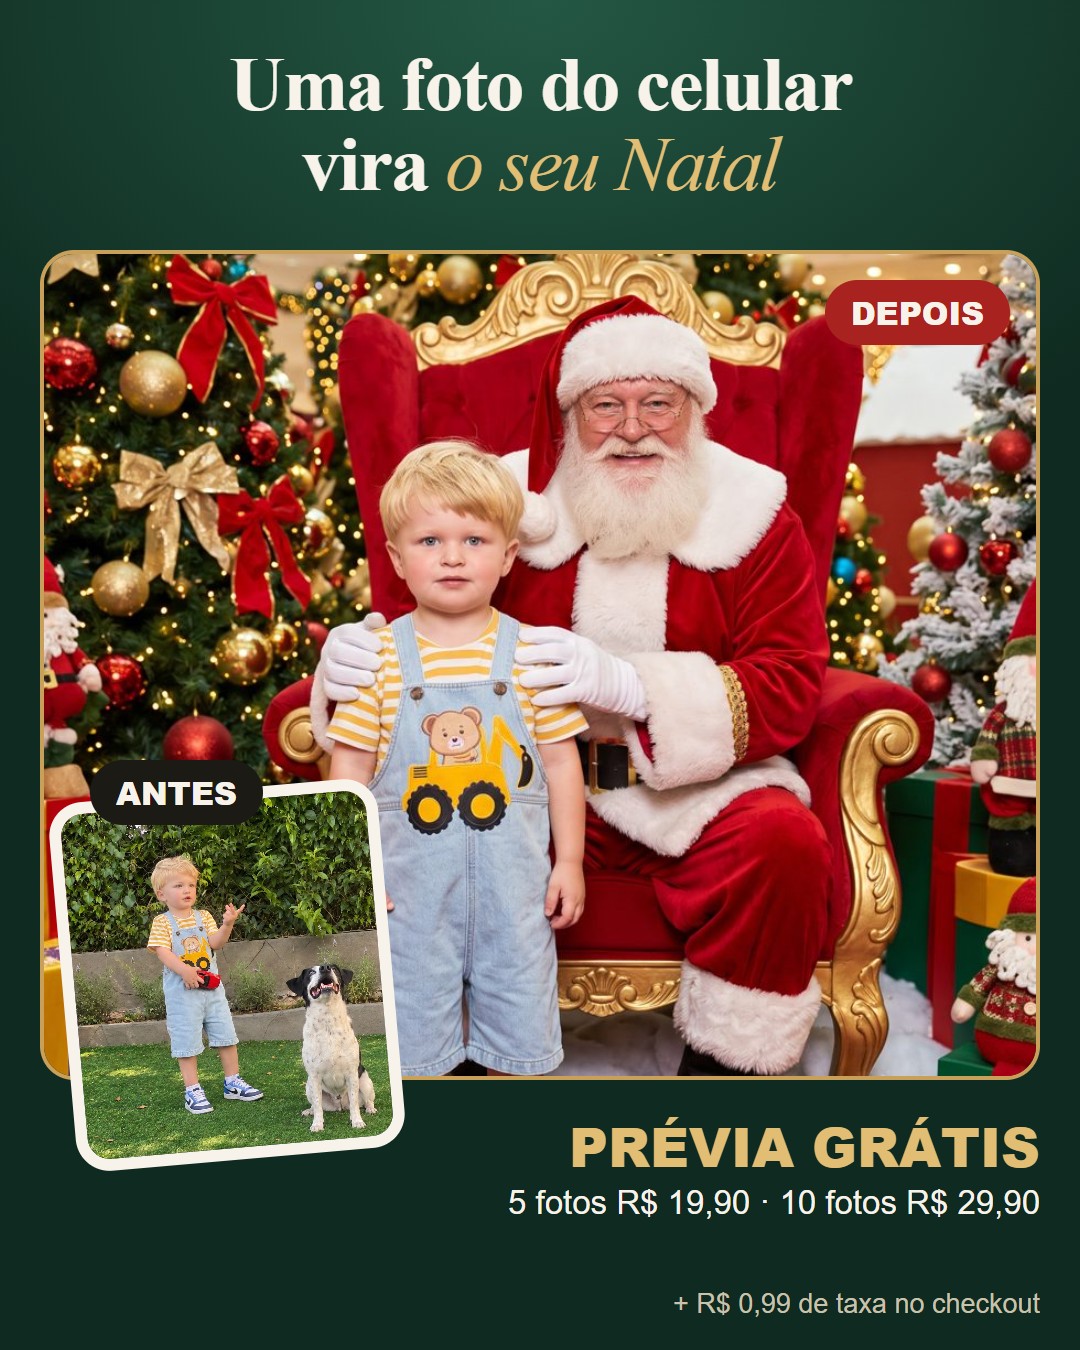 Uma foto do celular
vira o seu Natal
DEPOIS
ANTES
PRÉVIA GRÁTIS
5 fotos R$ 19,90 · 10 fotos R$ 29,90
+ R$ 0,99 de taxa no checkout